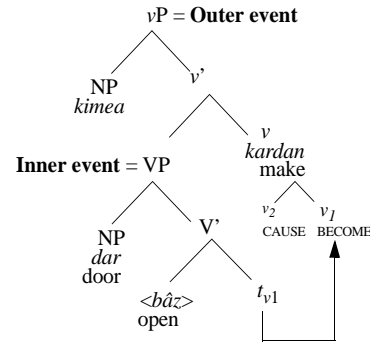 vP = Outer event
NP
kimea
v'
v
kardan
make
Inner event = VP
v2
CAUSE
v1
BECOME
NP
dar
door
V'
<bâz>
open
tv1